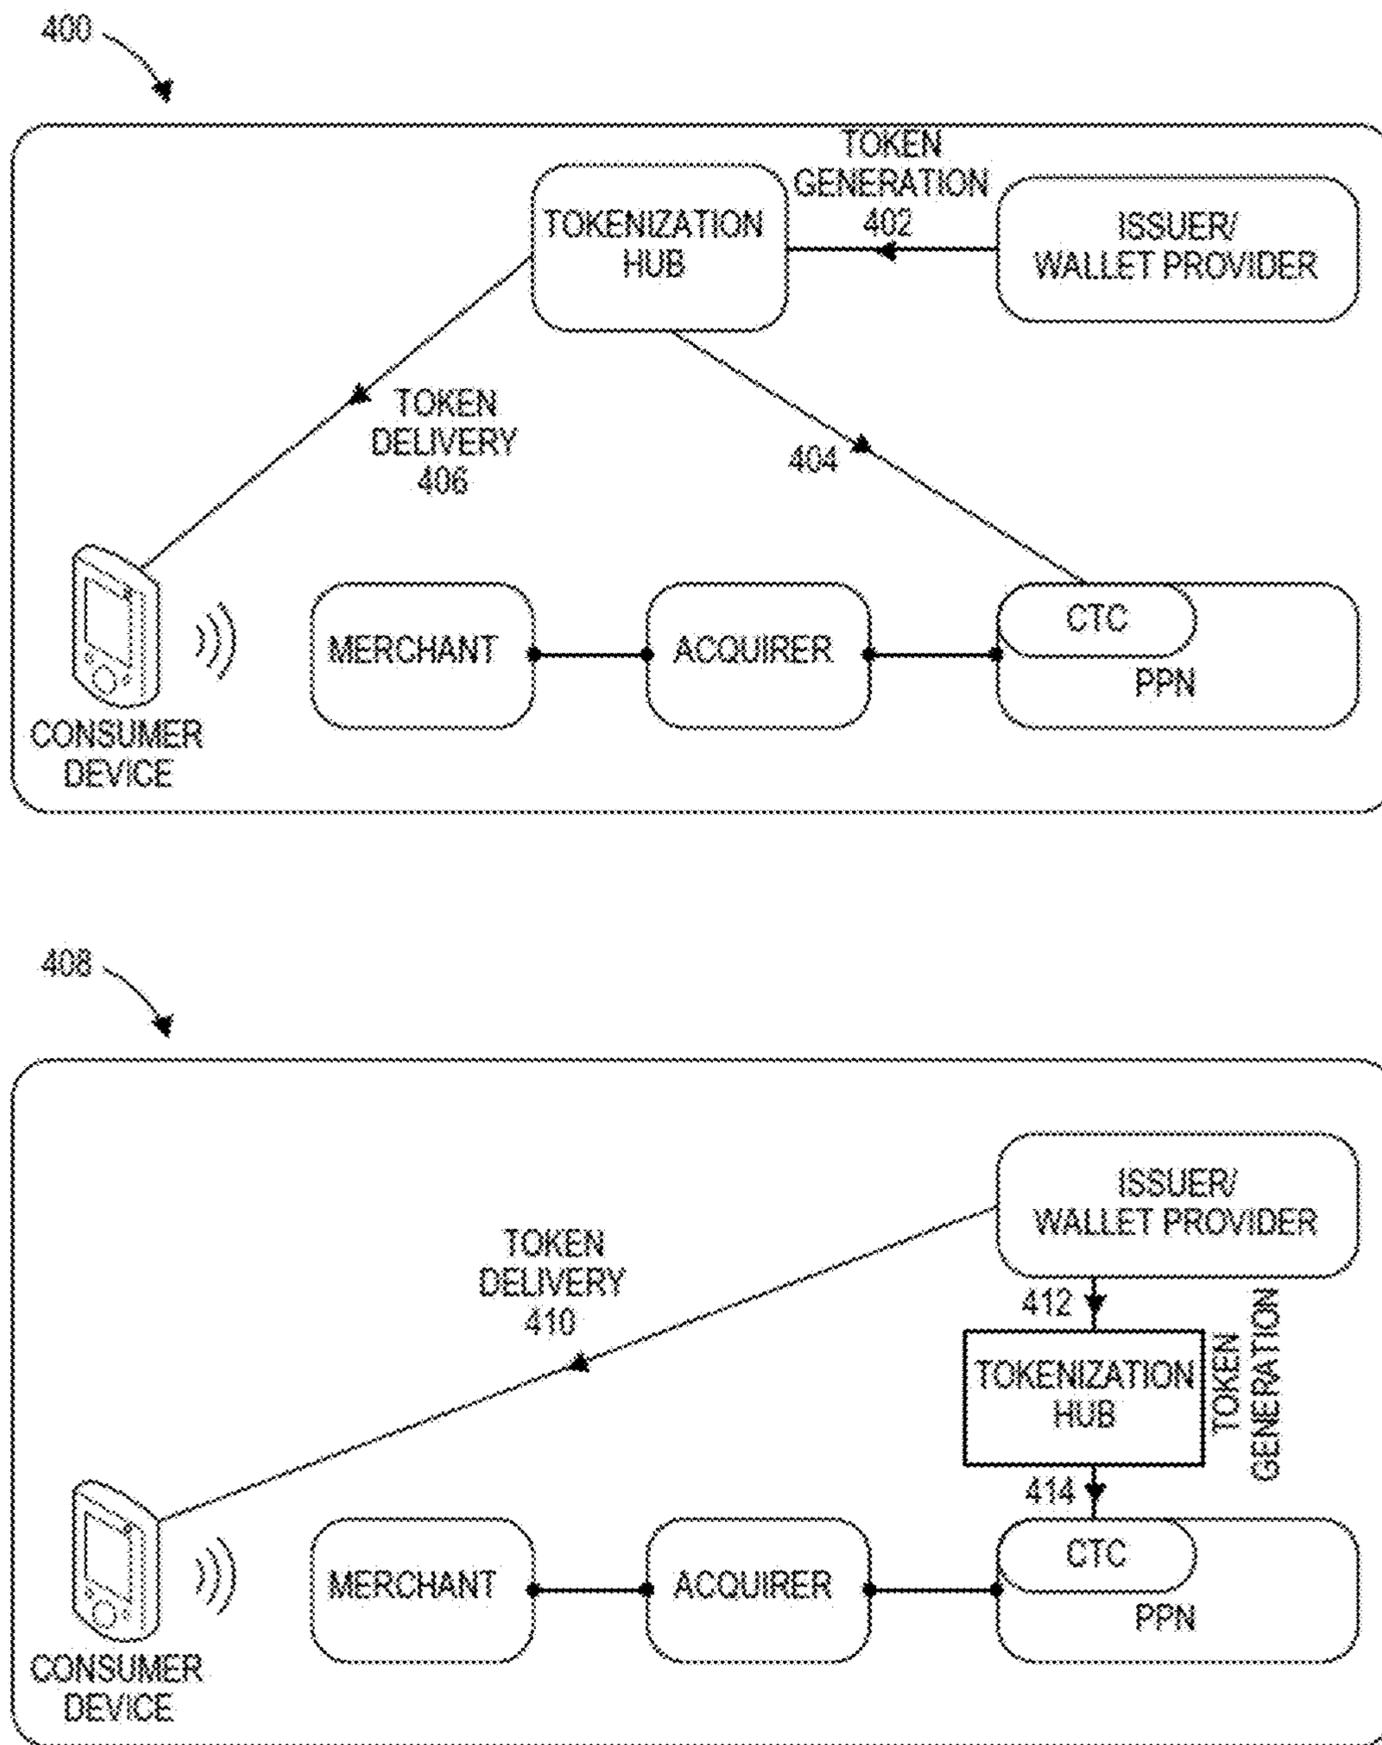 400
TOKEN
GENERATION
402
TOKENIZATION
HUB
ISSUER/
WALLET PROVIDER
TOKEN
DELIVERY
406
404
CTC
MERCHANT
ACQUIRER
PPN
CONSUMER
DEVICE
408
ISSUER/
WALLET PROVIDER
TOKEN
DELIVERY
410
412
TOKENIZATION
HUB
TOKEN
GENERATION
414
CTC
MERCHANT
ACQUIRER
PPN
CONSUMER
DEVICE